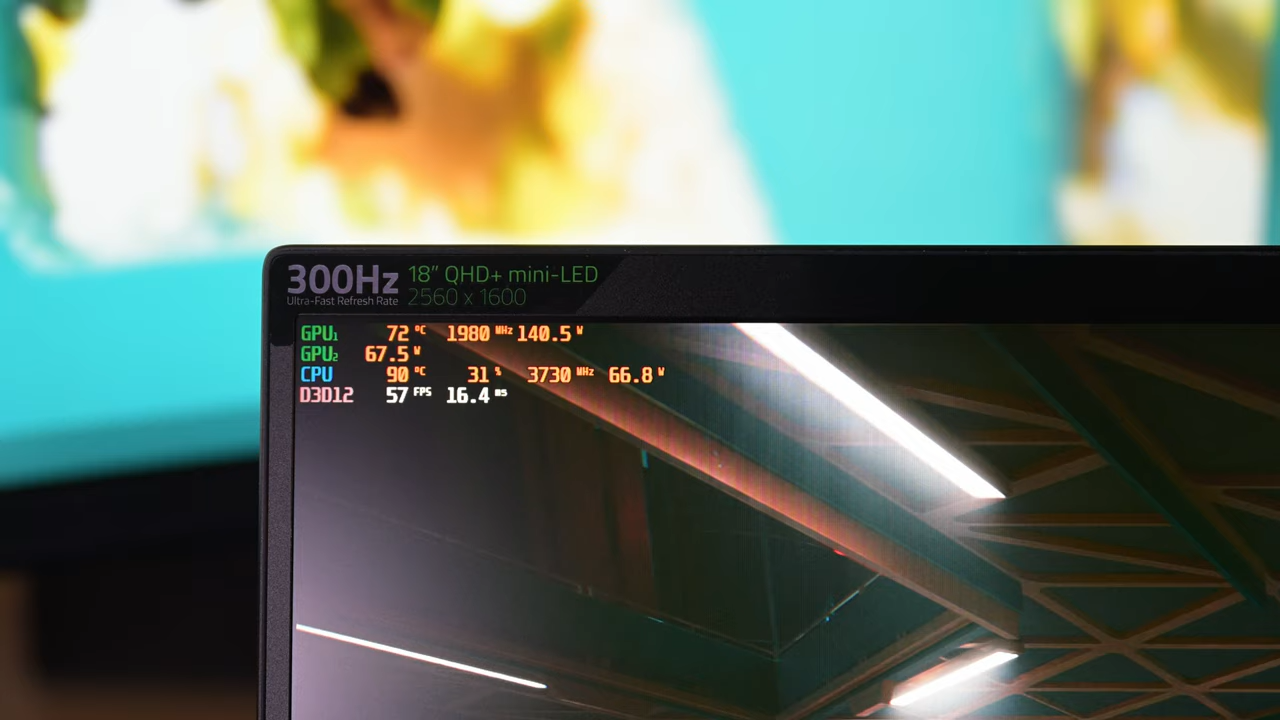 300Hz 18" QHD+ mini-LED
Ultra-Fast Refresh Rate 2560 x 1600
GPU1 72 °C 1980 MHz 140.5 W
GPU2 67.5 W
CPU 90 °C 31 % 3730 MHz 66.8 W
D3D12 57 FPS 16.4 ms